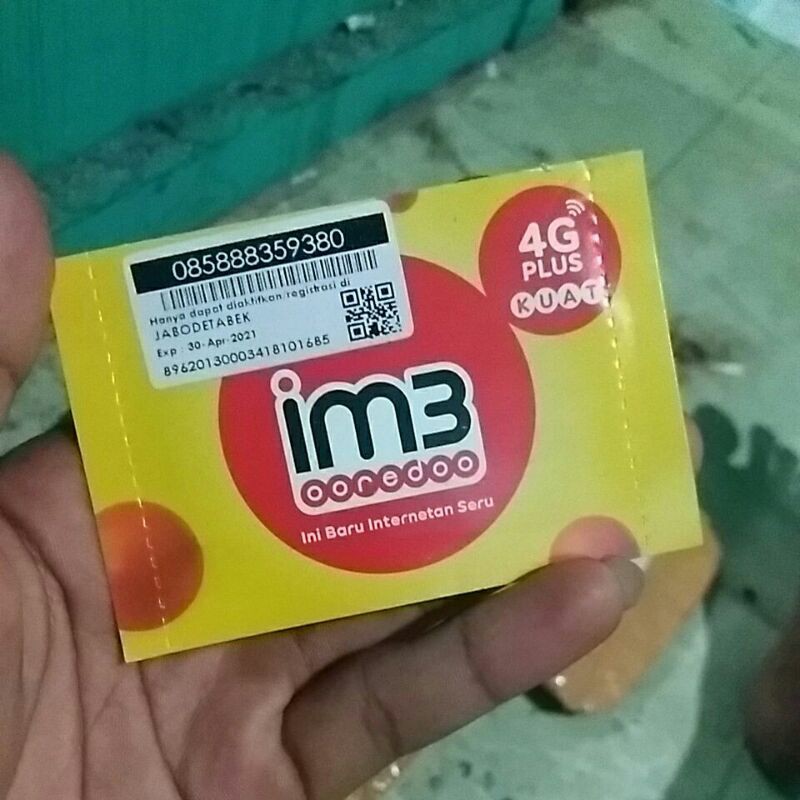 085888359380
Hanya dapat diaktifkan/registrasi di
JABODETABEK
Exp : 30-Apr-2021
89620130003418101685
4G
PLUS
KUAT
im3
ooredoo
Ini Baru Internetan Seru